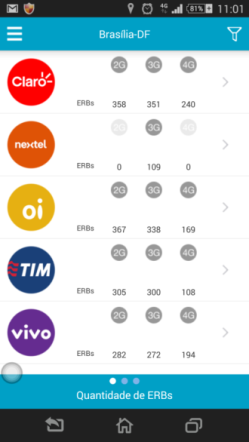 4G 81% 11:01
Brasília-DF
Claro
2G 3G 4G
ERBs 358 351 240
nextel
2G 3G 4G
ERBs 0 109 0
oi
2G 3G 4G
ERBs 367 338 169
TIM
2G 3G 4G
ERBs 305 300 108
vivo
2G 3G 4G
ERBs 282 272 194
Quantidade de ERBs